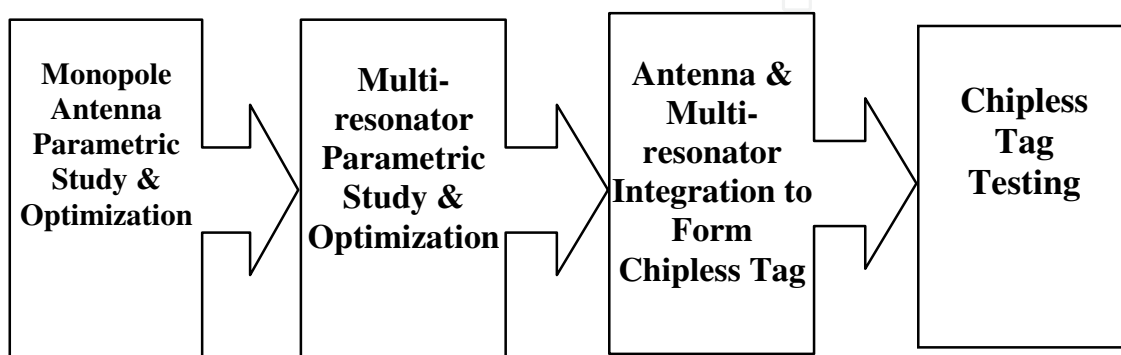 Monopole
Antenna
Parametric
Study &
Optimization
Multi-
resonator
Parametric
Study &
Optimization
Antenna &
Multi-
resonator
Integration to
Form
Chipless Tag
Chipless
Tag
Testing